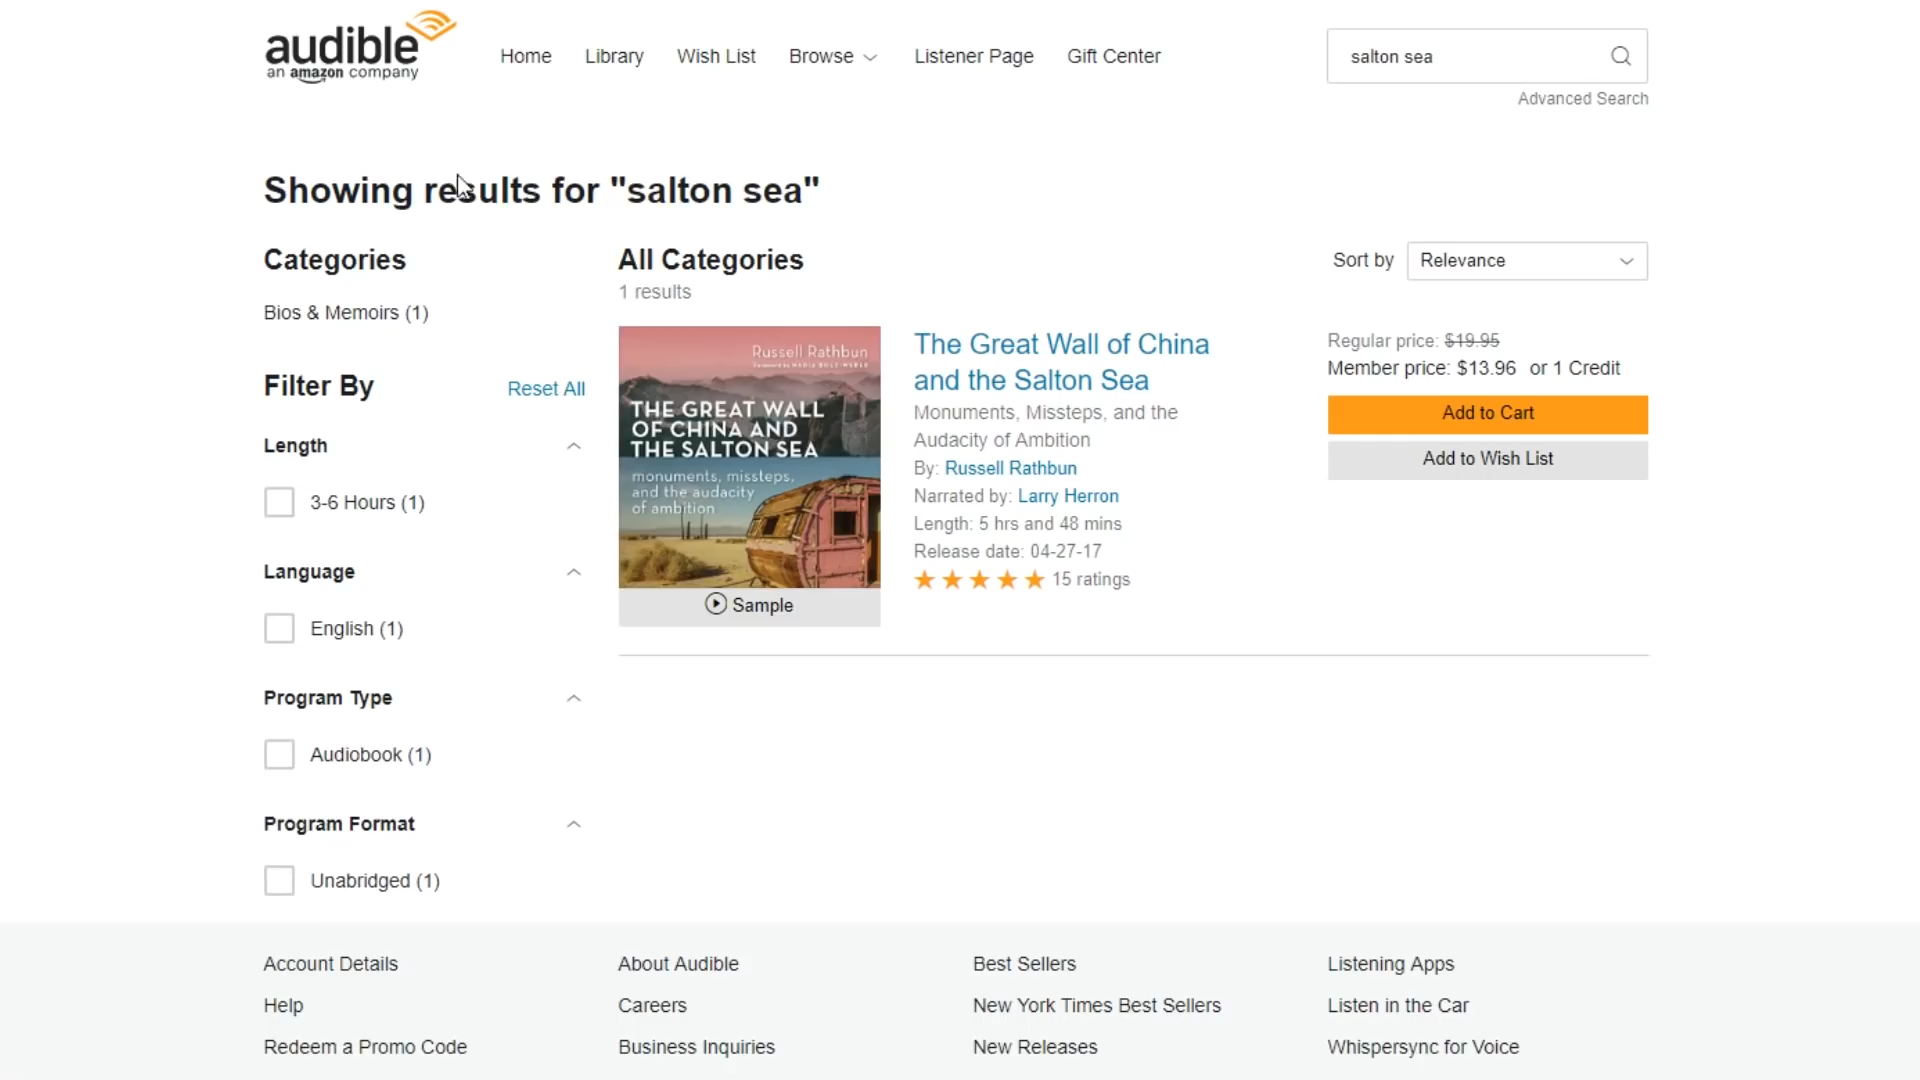 audible
an amazon company
Home
Library
Wish List
Browse
Listener Page
Gift Center
salton sea
Advanced Search
Showing results for "salton sea"
Categories
Bios & Memoirs (1)
Filter By
Reset All
Length
3-6 Hours (1)
Language
English (1)
Program Type
Audiobook (1)
Program Format
Unabridged (1)
All Categories
1 results
Sort by
Relevance
Russell Rathbun
THE GREAT WALL
OF CHINA AND
THE SALTON SEA
monuments, missteps,
and the audacity
of ambition
Sample
The Great Wall of China
and the Salton Sea
Monuments, Missteps, and the
Audacity of Ambition
By: Russell Rathbun
Narrated by: Larry Herron
Length: 5 hrs and 48 mins
Release date: 04-27-17
15 ratings
Regular price: $19.95
Member price: $13.96 or 1 Credit
Add to Cart
Add to Wish List
Account Details
Help
Redeem a Promo Code
About Audible
Careers
Business Inquiries
Best Sellers
New York Times Best Sellers
New Releases
Listening Apps
Listen in the Car
Whispersync for Voice